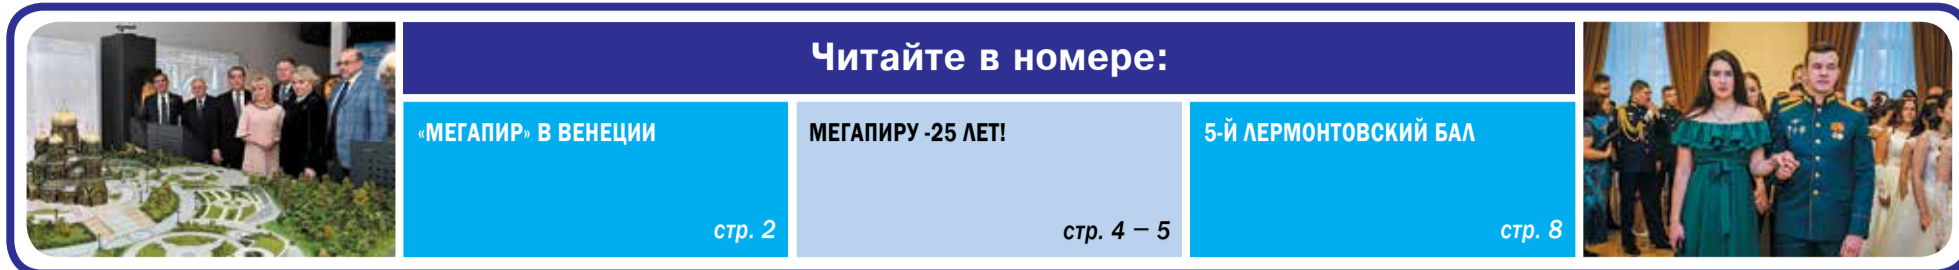 Читайте в номере:
«МЕГАПИР» В ВЕНЕЦИИ
стр. 2
МЕГАПИРУ -25 ЛЕТ!
стр. 4 – 5
5-Й ЛЕРМОНТОВСКИЙ БАЛ
стр. 8